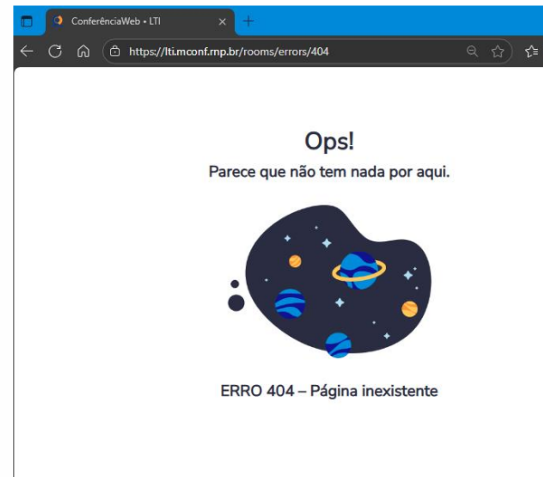 ConferênciaWeb • LTI
https://lti.mconf.rnp.br/rooms/errors/404
Ops!
Parece que não tem nada por aqui.
ERRO 404 – Página inexistente